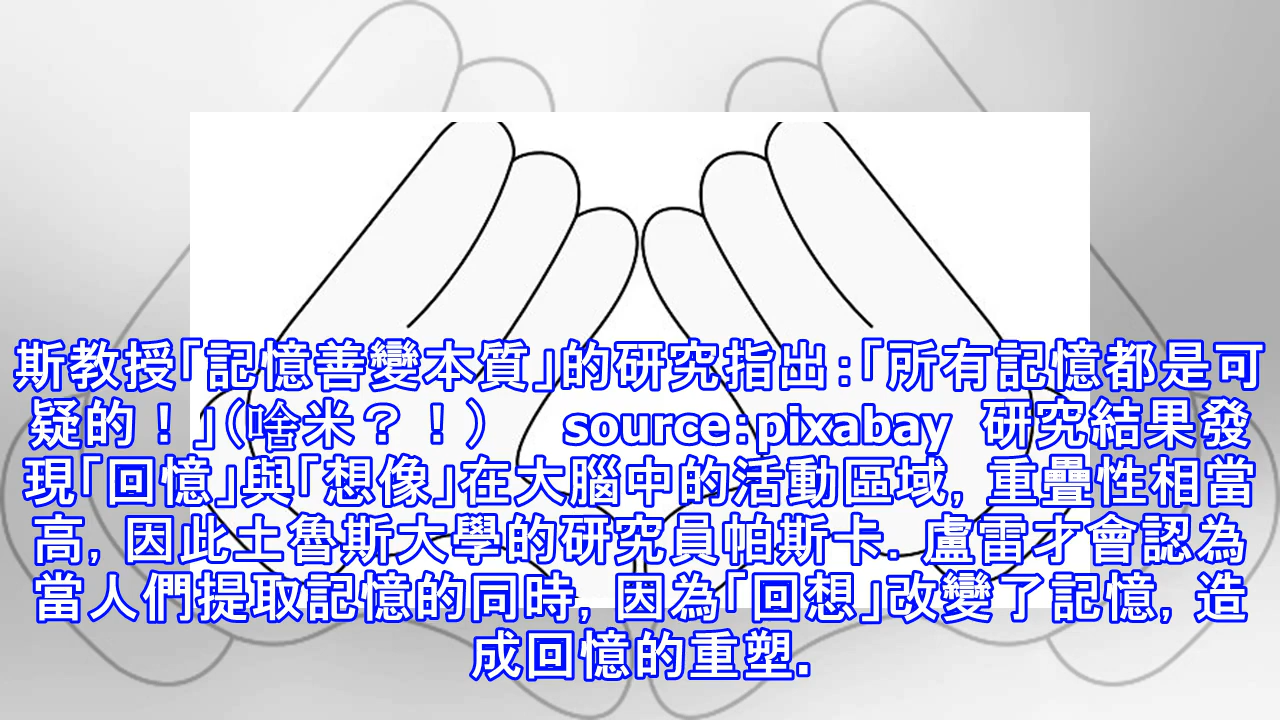 斯教授「記憶善變本質」的研究指出:「所有記憶都是可
疑的！」（啥米？！） source:pixabay 研究結果發
現「回憶」與「想像」在大腦中的活動區域, 重疊性相當
高, 因此土魯斯大學的研究員帕斯卡. 盧雷才會認為
當人們提取記憶的同時, 因為「回想」改變了記憶, 造
成回憶的重塑.